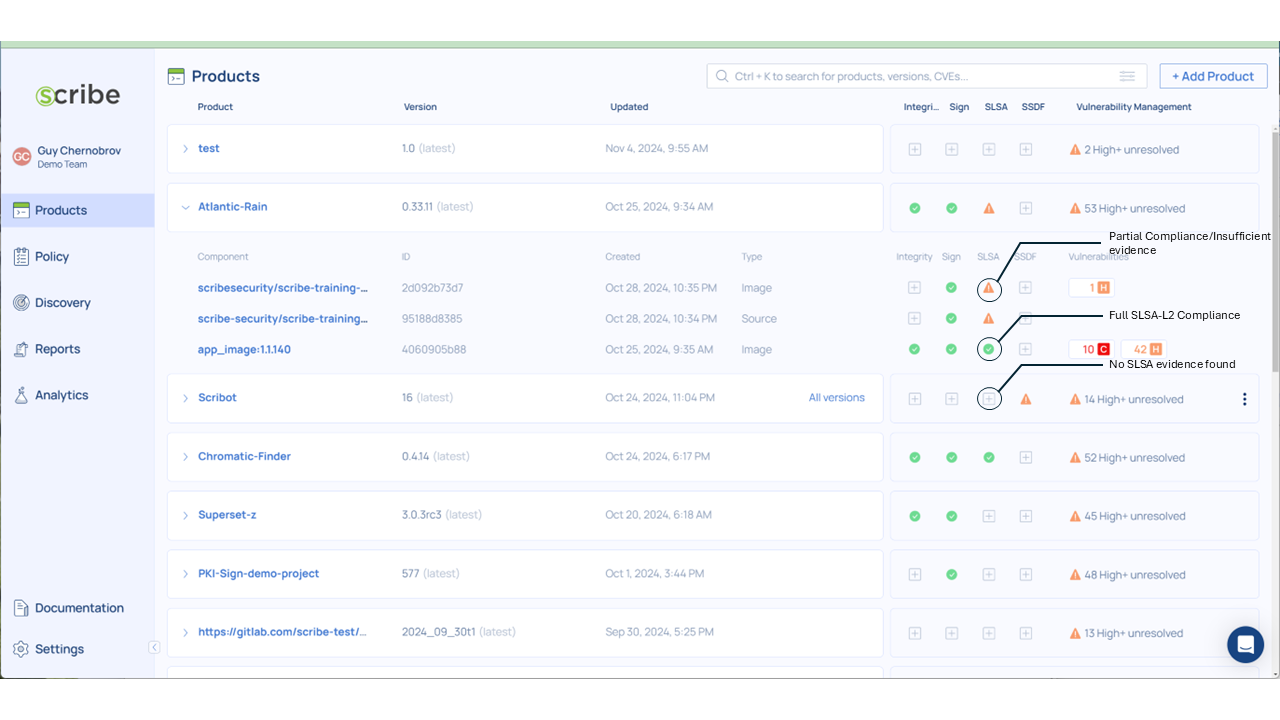 scribe
Products
Ctrl + K to search for products, versions, CVEs...
+ Add Product
Product Version Updated Integri... Sign SLSA SSDF Vulnerability Management
GC
Guy Chernobrov
Demo Team
Products
Policy
Discovery
Reports
Analytics
Documentation
Settings
test 1.0 (latest) Nov 4, 2024, 9:55 AM 2 High+ unresolved
Atlantic-Rain 0.33.11 (latest) Oct 25, 2024, 9:34 AM 53 High+ unresolved
Partial Compliance/Insufficient
evidence
Component ID Created Type Integrity Sign SLSA SSDF Vulnerabilities
scribesecurity/scribe-training-... 2d092b73d7 Oct 28, 2024, 10:35 PM Image 1 H
scribe-security/scribe-training... 95188d8385 Oct 28, 2024, 10:34 PM Source
Full SLSA-L2 Compliance
app_image:1.1.140 4060905b88 Oct 25, 2024, 9:35 AM Image 10 C 42 H
No SLSA evidence found
Scribot 16 (latest) Oct 24, 2024, 11:04 PM All versions 14 High+ unresolved
Chromatic-Finder 0.4.14 (latest) Oct 24, 2024, 6:17 PM 52 High+ unresolved
Superset-z 3.0.3rc3 (latest) Oct 20, 2024, 6:18 AM 45 High+ unresolved
PKI-Sign-demo-project 577 (latest) Oct 1, 2024, 3:44 PM 48 High+ unresolved
https://gitlab.com/scribe-test/... 2024_09_30t1 (latest) Sep 30, 2024, 5:25 PM 13 High+ unresolved